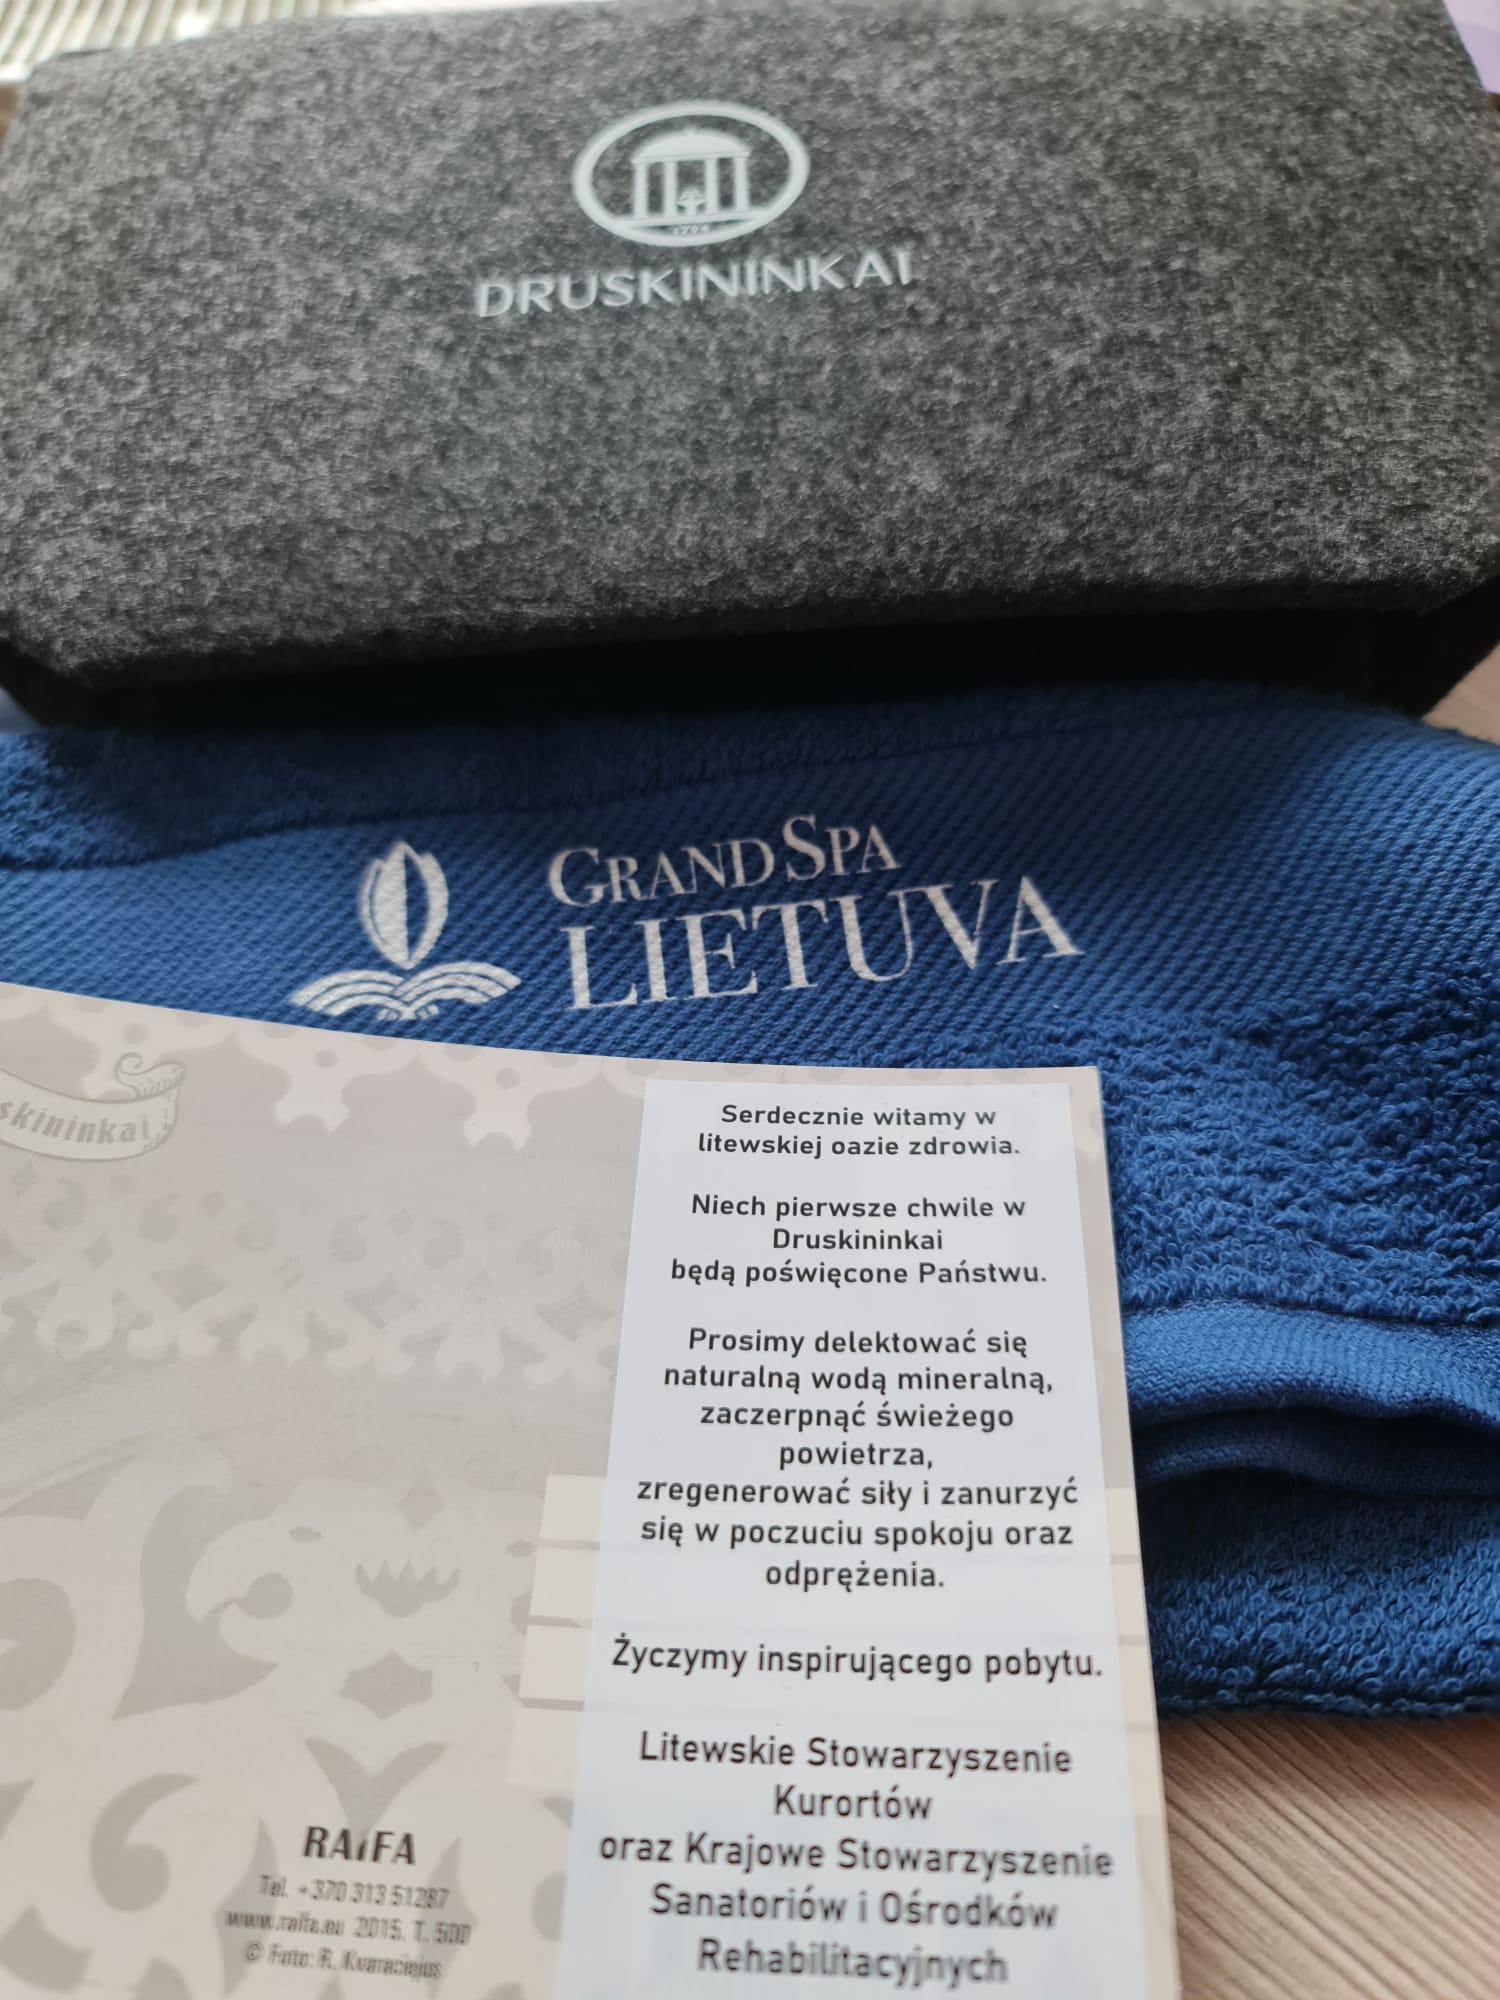 1794
DRUSKININKAI
GRAND SPA
LIETUVA
skininkai
Serdecznie witamy w
litewskiej oazie zdrowia.
Niech pierwsze chwile w
Druskininkai
będą poświęcone Państwu.
Prosimy delektować się
naturalną wodą mineralną,
zaczerpnąć świeżego
powietrza,
zregenerować siły i zanurzyć
się w poczuciu spokoju oraz
odprężenia.
Życzymy inspirującego pobytu.
Litewskie Stowarzyszenie
Kurortów
oraz Krajowe Stowarzyszenie
Sanatoriów i Ośrodków
Rehabilitacyjnych
RAIFA
Tel. +370 313 51287
www.raifa.eu 2015. T. 500
© Foto: R. Kvaraciejus